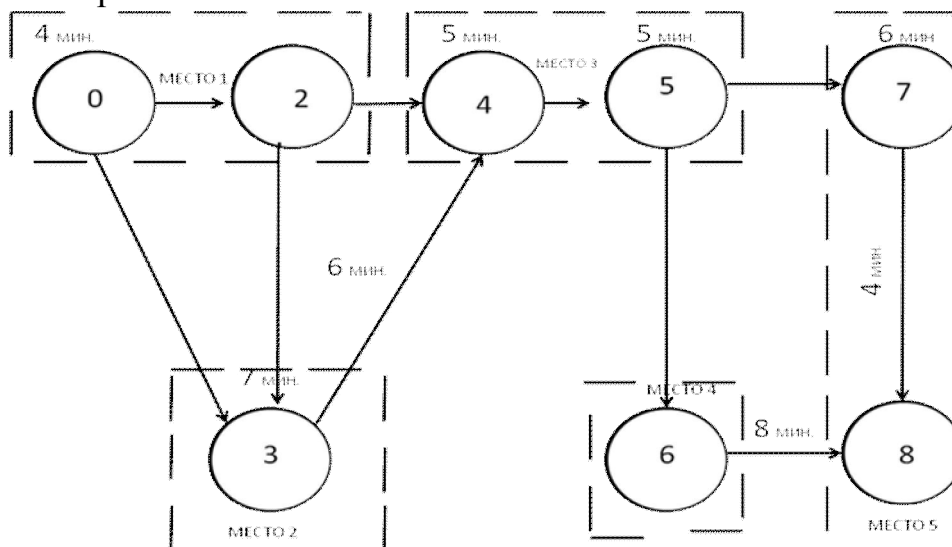 4 мин.
5 мин.
5 мин.
6 мин
МЕСТО 1
МЕСТО 3
0
2
4
5
7
6 мин.
4 мин
7 мин.
МЕСТО 4
8 мин.
3
6
8
МЕСТО 2
МЕСТО 5